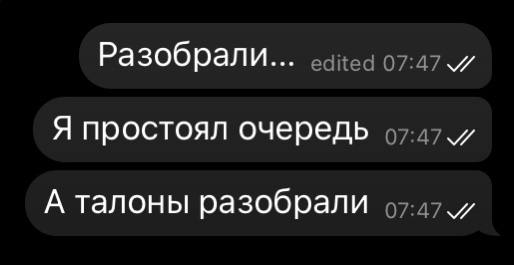 Разобрали... edited 07:47
Я простоял очередь 07:47
А талоны разобрали 07:47